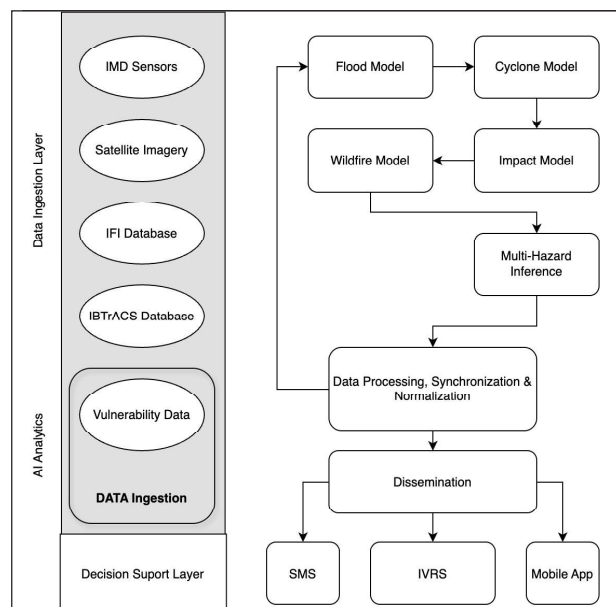 Data Ingestion Layer
AI Analytics
IMD Sensors
Satellite Imagery
IFI Database
IBTrACS Database
Vulnerability Data
DATA Ingestion
Decision Suport Layer
Flood Model
Cyclone Model
Wildfire Model
Impact Model
Multi-Hazard
Inference
Data Processing, Synchronization &
Normalization
Dissemination
SMS
IVRS
Mobile App